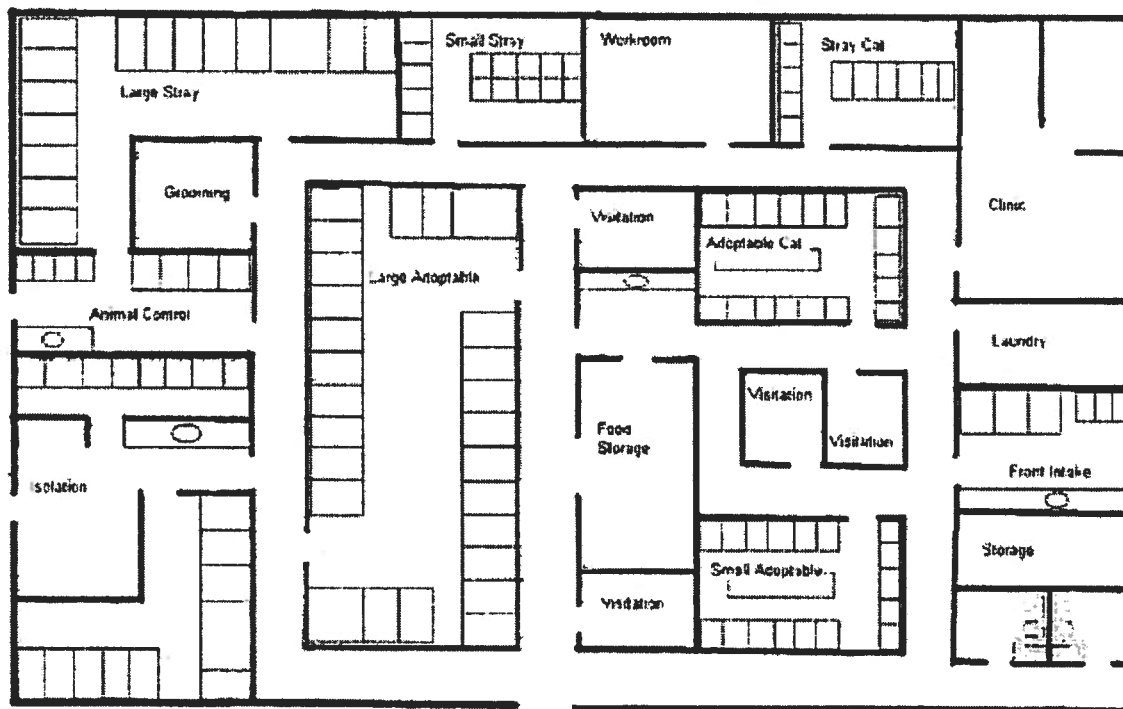 Small Stray
Workroom
Stray Cat
Large Stray
Grooming
Visitation
Clinic
Adoptable Cat
Large Adoptable
Animal Control
Laundry
Visitation
Food
Storage
Visitation
Isolation
Front Intake
Storage
Small Adoptable
Visitation